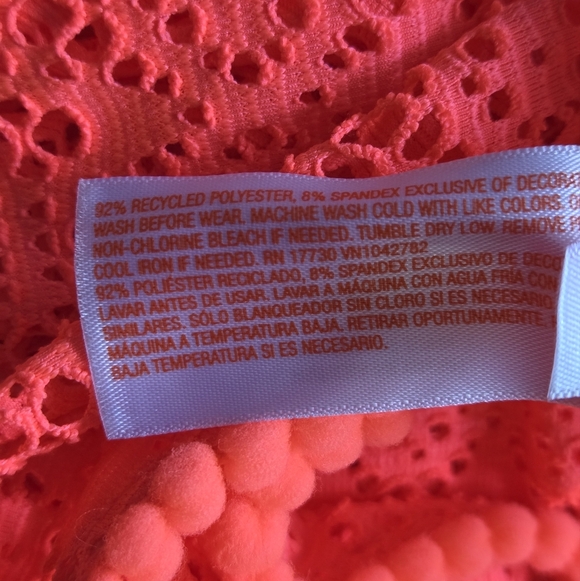 92% RECYCLED POLYESTER, 8% SPANDEX EXCLUSIVE OF
WASH BEFORE WEAR. MACHINE WASH COLD WITH LIKE COLORS.
NON-CHLORINE BLEACH IF NEEDED. TUMBLE DRY LOW. REMOVE
COOL IRON IF NEEDED. RN 17730 VN1042782
92% POLIÉSTER RECICLADO, 8% SPANDEX EXCLUSIVO DE
LAVAR ANTES DE USAR. LAVAR A MÁQUINA CON AGUA FRÍA CON
SIMILARES. SÓLO BLANQUEADOR SIN CLORO SI ES NECESARIO.
MÁQUINA A TEMPERATURA BAJA. RETIRAR OPORTUNAMENTE.
BAJA TEMPERATURA SI ES NECESARIO.